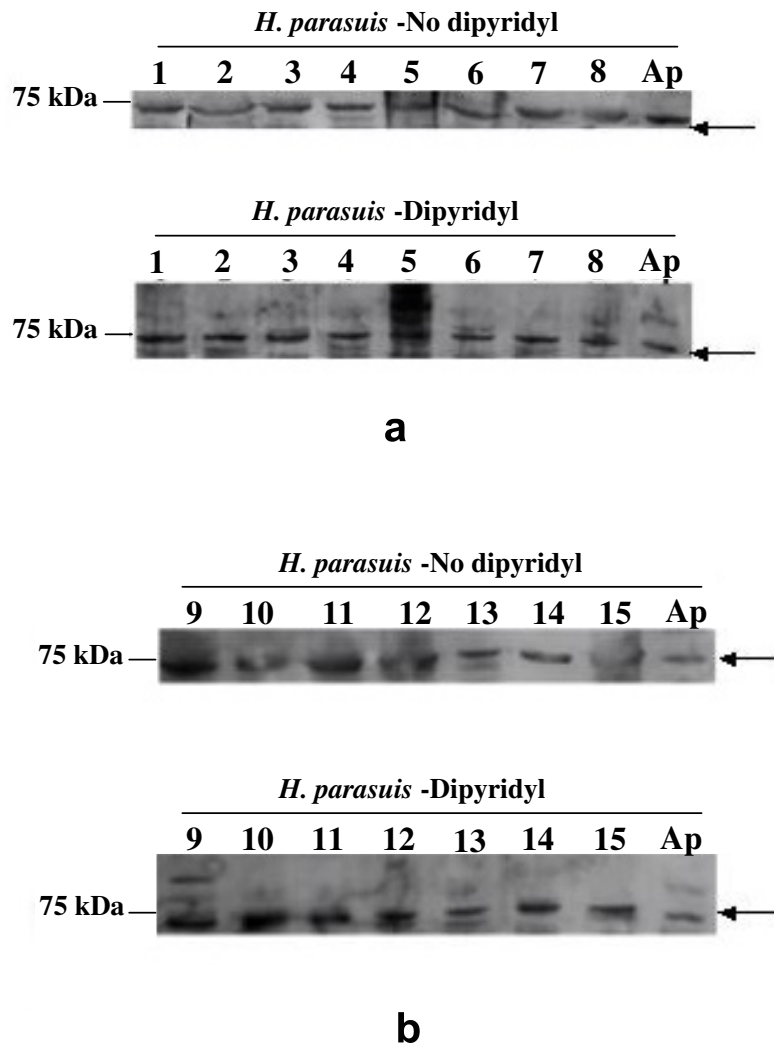 H. parasuis -No dipyridyl
1 2 3 4 5 6 7 8 Ap
75 kDa
H. parasuis -Dipyridyl
1 2 3 4 5 6 7 8 Ap
75 kDa
a
H. parasuis -No dipyridyl
9 10 11 12 13 14 15 Ap
75 kDa
H. parasuis -Dipyridyl
9 10 11 12 13 14 15 Ap
75 kDa
b